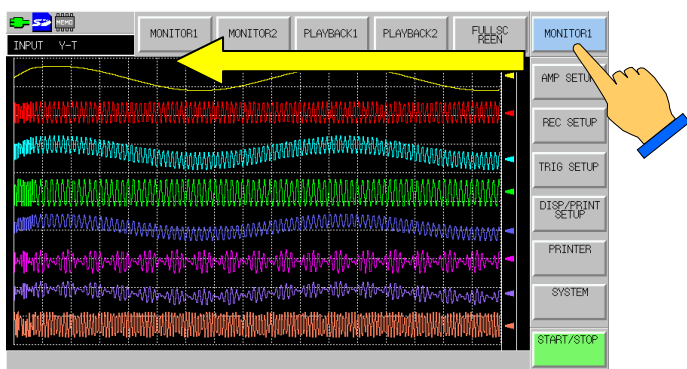 SD MEMO
INPUT Y-T
MONITOR1
MONITOR2
PLAYBACK1
PLAYBACK2
FULLSC
REEN
MONITOR1
AMP SETUP
REC SETUP
TRIG SETUP
DISP/PRINT
SETUP
PRINTER
SYSTEM
START/STOP